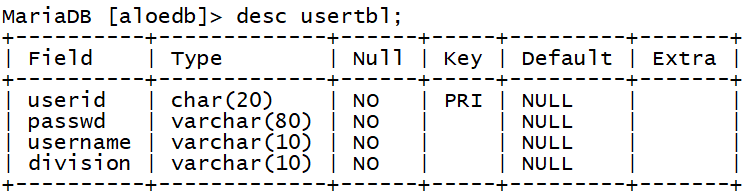 MariaDB [aloedb]> desc usertbl;
+----------+-------------+------+-----+---------+-------+
| Field    | Type        | Null | Key | Default | Extra |
+----------+-------------+------+-----+---------+-------+
| userid   | char(20)    | NO   | PRI | NULL    |       |
| passwd   | varchar(80) | NO   |     | NULL    |       |
| username | varchar(10) | NO   |     | NULL    |       |
| division | varchar(10) | NO   |     | NULL    |       |
+----------+-------------+------+-----+---------+-------+